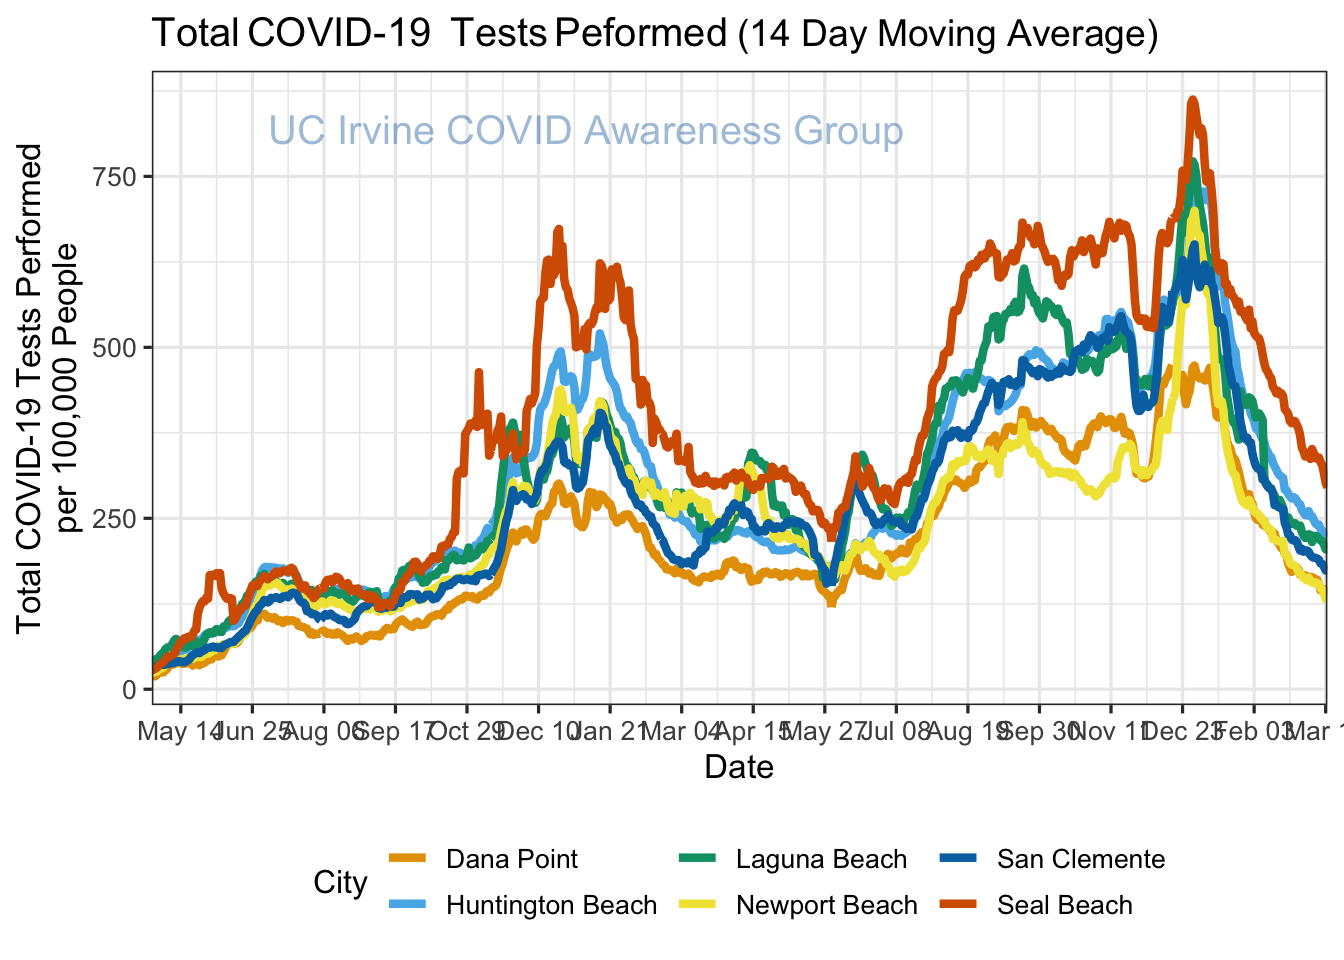 Total COVID-19  Tests Peformed (14 Day Moving Average)
UC Irvine COVID Awareness Group
Total COVID-19 Tests Performed
per 100,000 People
750
500
250
0
May 14 Jun 25 Aug 06 Sep 17 Oct 29 Dec 10 Jan 21 Mar 04 Apr 15 May 27 Jul 08 Aug 19 Sep 30 Nov 11 Dec 23 Feb 03 Mar
Date
City
Dana Point Laguna Beach San Clemente
Huntington Beach Newport Beach Seal Beach